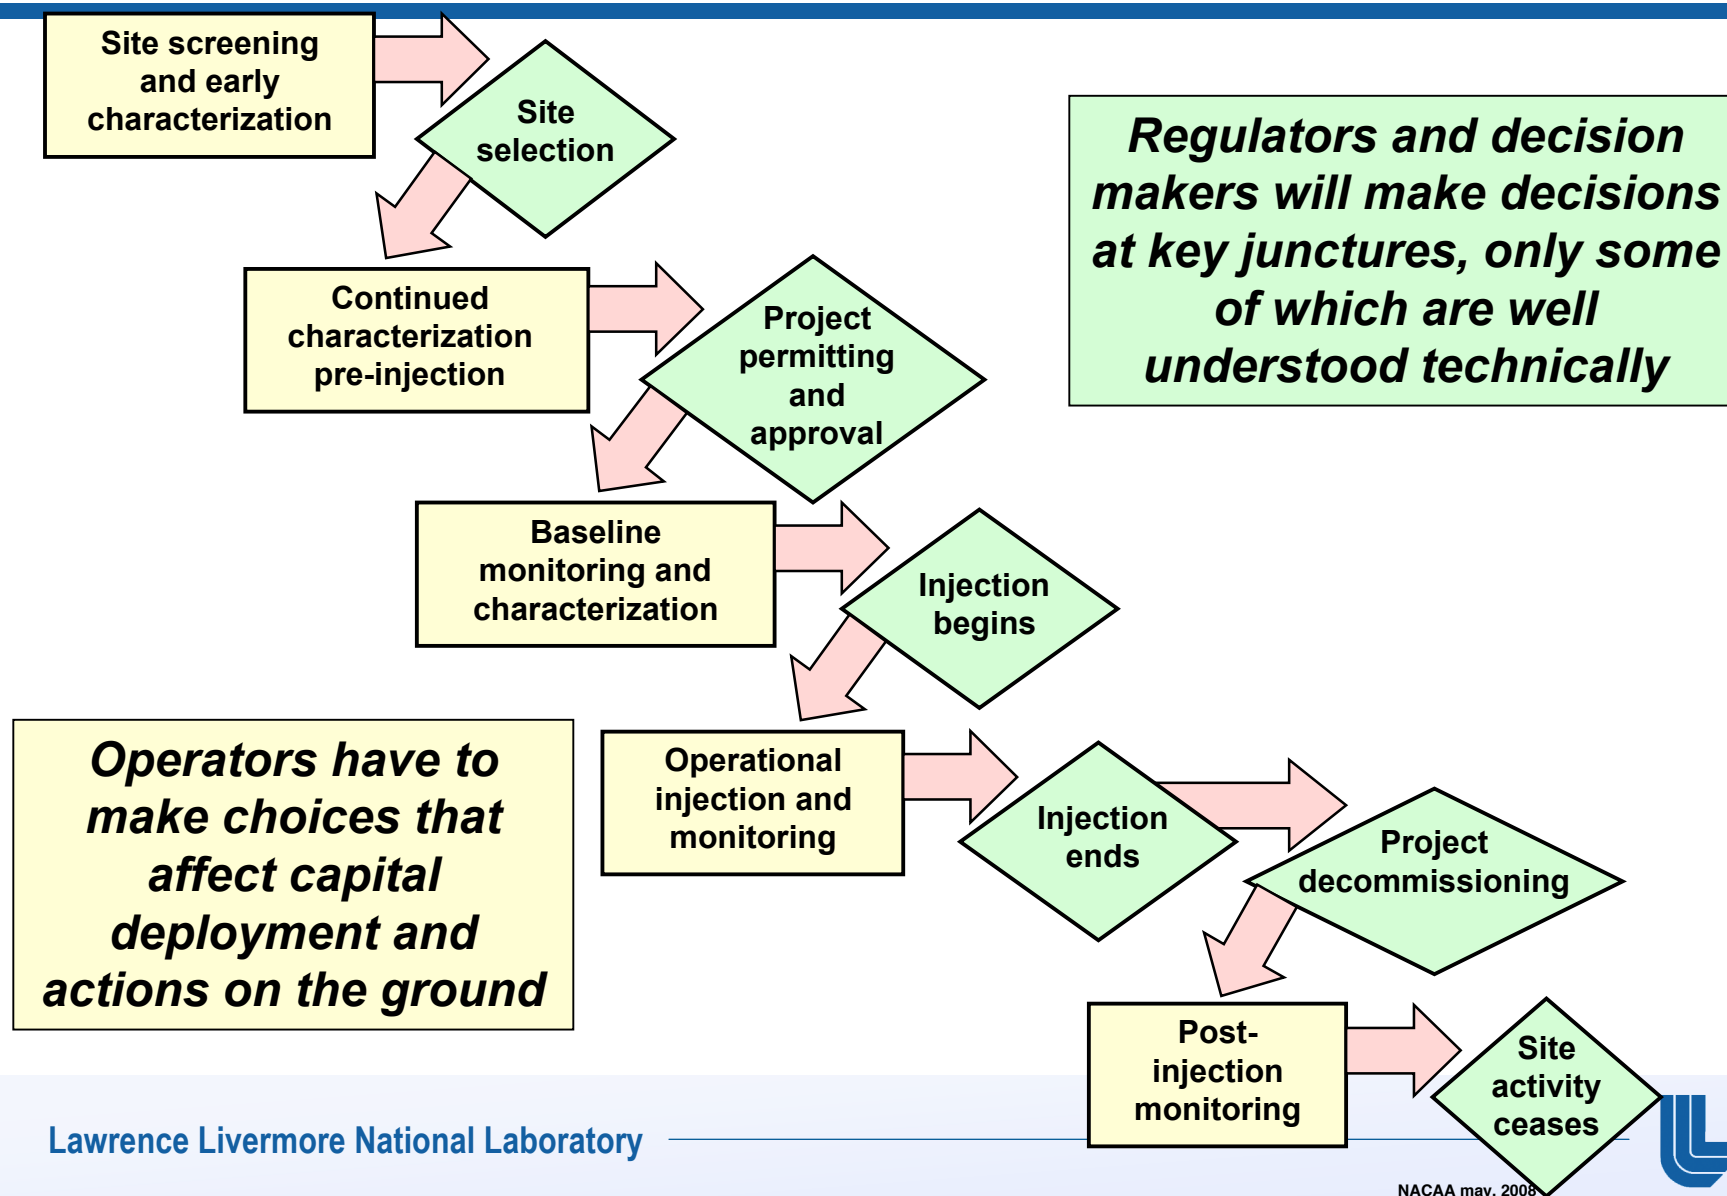 Site screening
and early
characterization
Site
selection
Regulators and decision
makers will make decisions
at key junctures, only some
of which are well
understood technically
Continued
characterization
pre-injection
Project
permitting
and
approval
Baseline
monitoring and
characterization
Injection
begins
Operators have to
make choices that
affect capital
deployment and
actions on the ground
Operational
injection and
monitoring
Injection
ends
Project
decommissioning
Post-
injection
monitoring
Site
activity
ceases
Lawrence Livermore National Laboratory
NACAA may, 2008